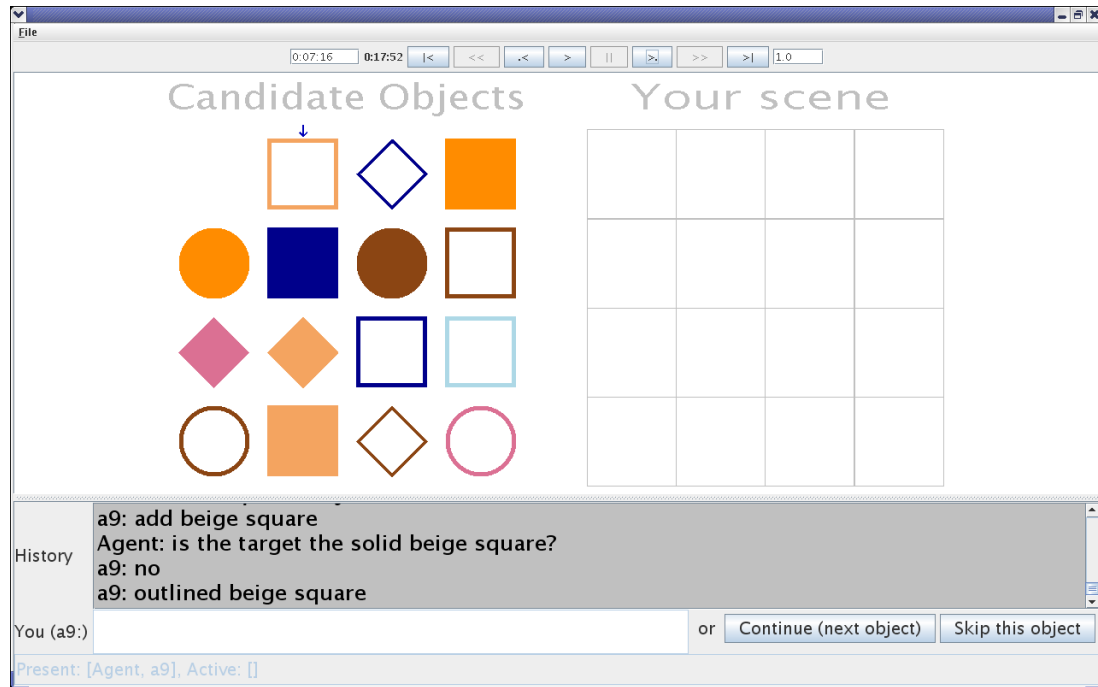 File
0:07:16 0:17:52 |< << .< > || >. >> >| 1.0
Candidate Objects Your scene
a9: add beige square
Agent: is the target the solid beige square?
History
a9: no
a9: outlined beige square
You (a9:) or Continue (next object) Skip this object
Present: [Agent, a9], Active: []